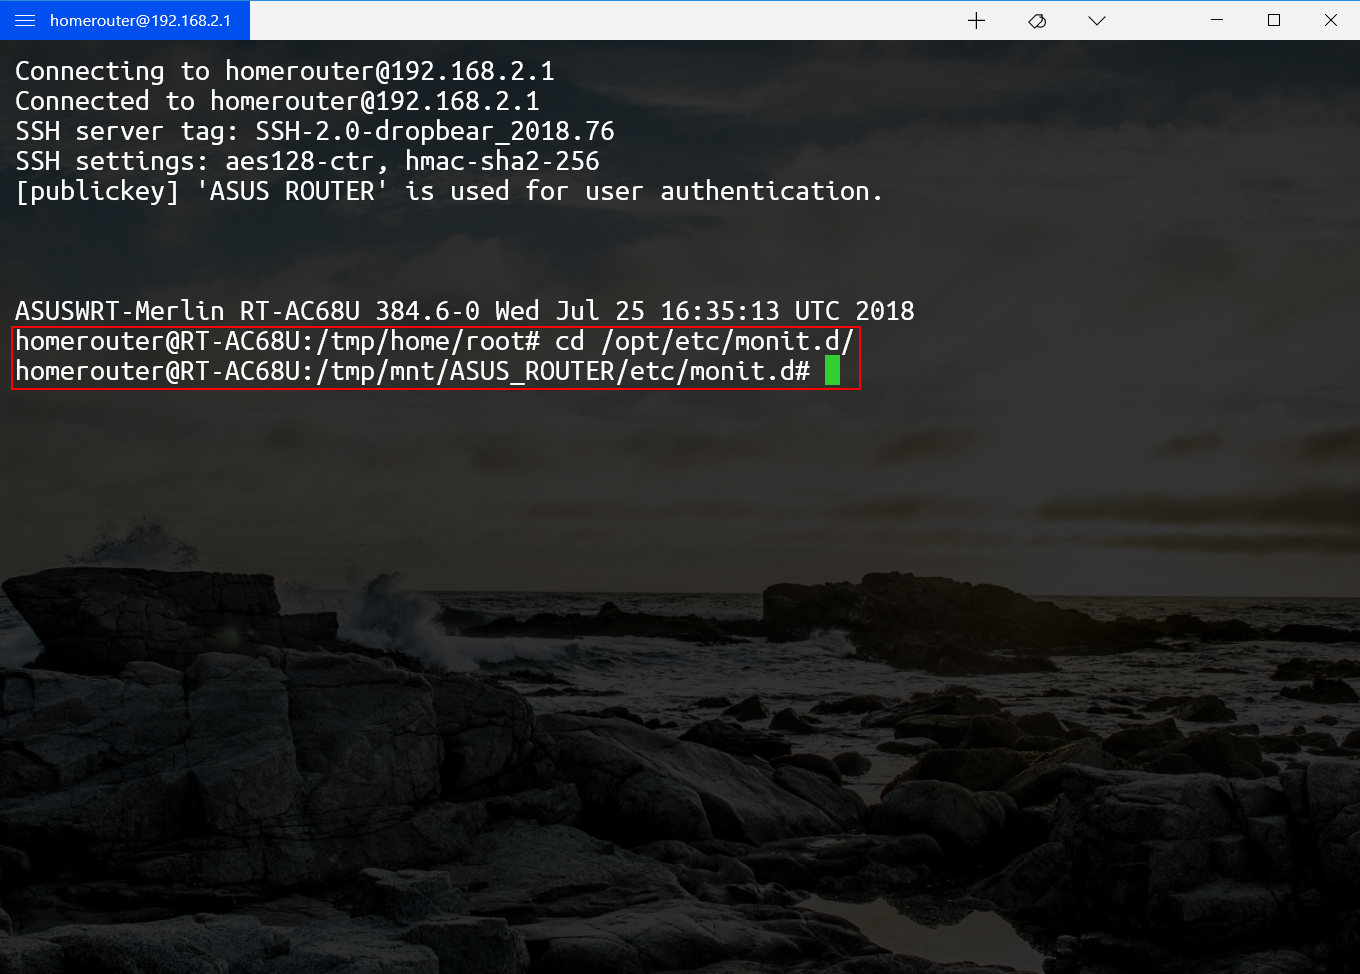 homerouter@192.168.2.1
Connecting to homerouter@192.168.2.1
Connected to homerouter@192.168.2.1
SSH server tag: SSH-2.0-dropbear_2018.76
SSH settings: aes128-ctr, hmac-sha2-256
[publickey] 'ASUS ROUTER' is used for user authentication.
ASUSWRT-Merlin RT-AC68U 384.6-0 Wed Jul 25 16:35:13 UTC 2018
homerouter@RT-AC68U:/tmp/home/root# cd /opt/etc/monit.d/
homerouter@RT-AC68U:/tmp/mnt/ASUS_ROUTER/etc/monit.d#